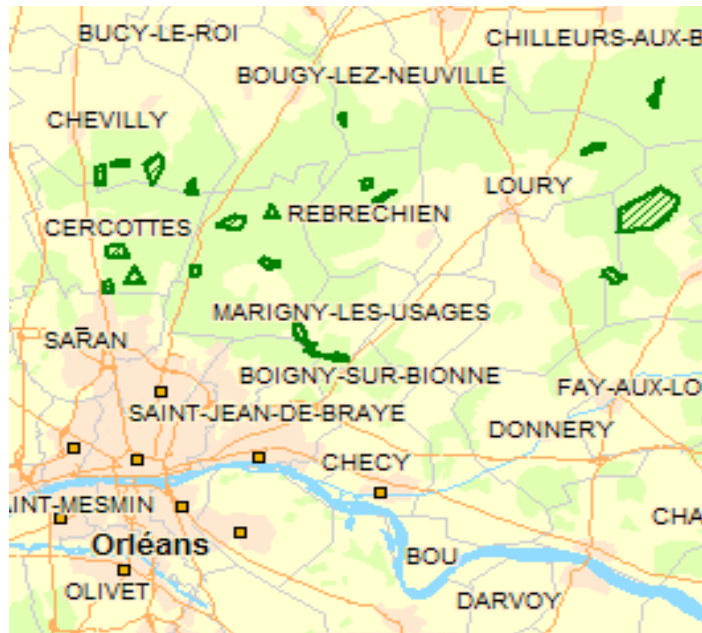 BUCY-LE-ROI
CHILLEURS-AUX-B
BOUGY-LEZ-NEUVILLE
CHEVILLY
LOURY
REBRECHIEN
CERCOTTES
MARIGNY-LES-USAGES
SARAN
BOIGNY-SUR-BIONNE
FAY-AUX-LO
SAINT-JEAN-DE-BRAYE
DONNERY
CHECY
AINT-MESMIN
CHA
Orléans
BOU
OLIVET
DARVOY